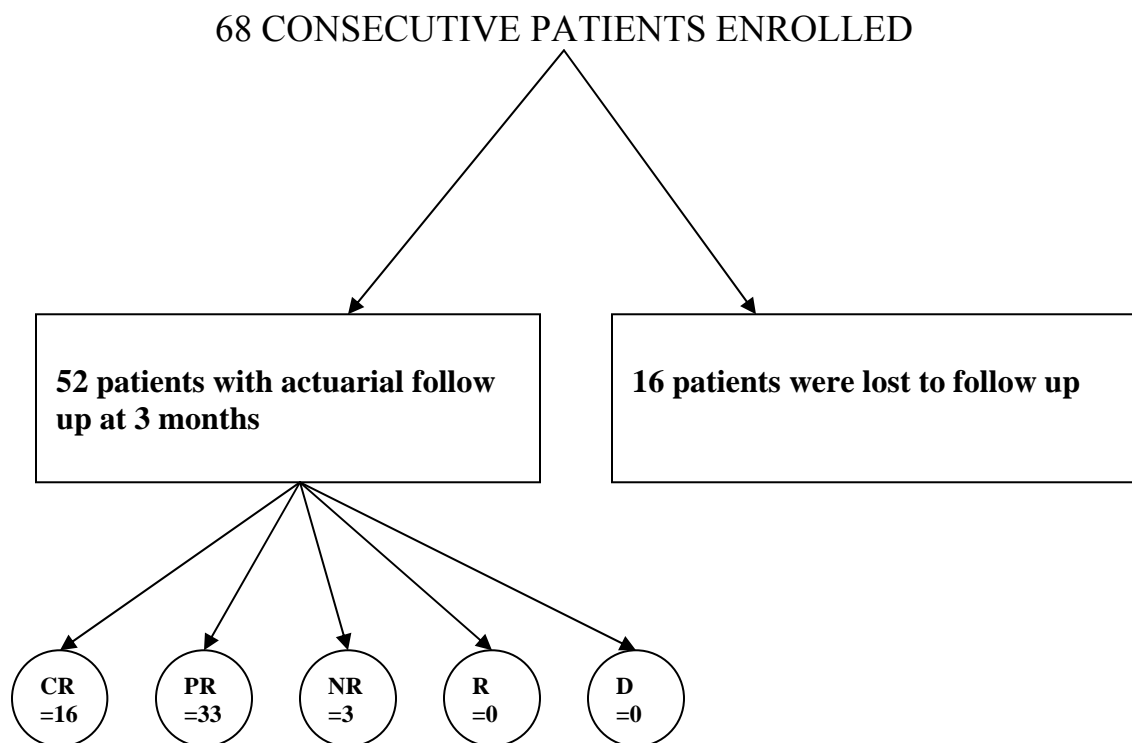 68 CONSECUTIVE PATIENTS ENROLLED
52 patients with actuarial follow
up at 3 months
16 patients were lost to follow up
CR
=16
PR
=33
NR
=3
R
=0
D
=0